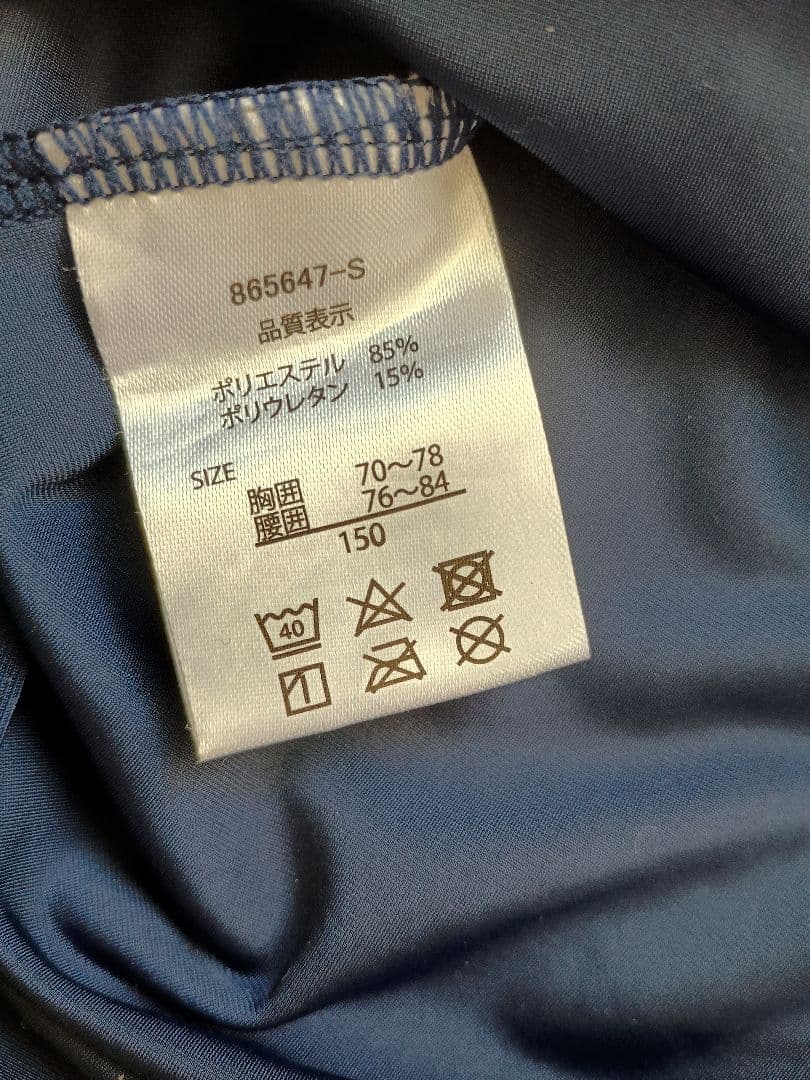 865647-S
品質表示
ポリエステル 85%
ポリウレタン 15%
SIZE
胸囲 70〜78
腰囲 76〜84
150
40